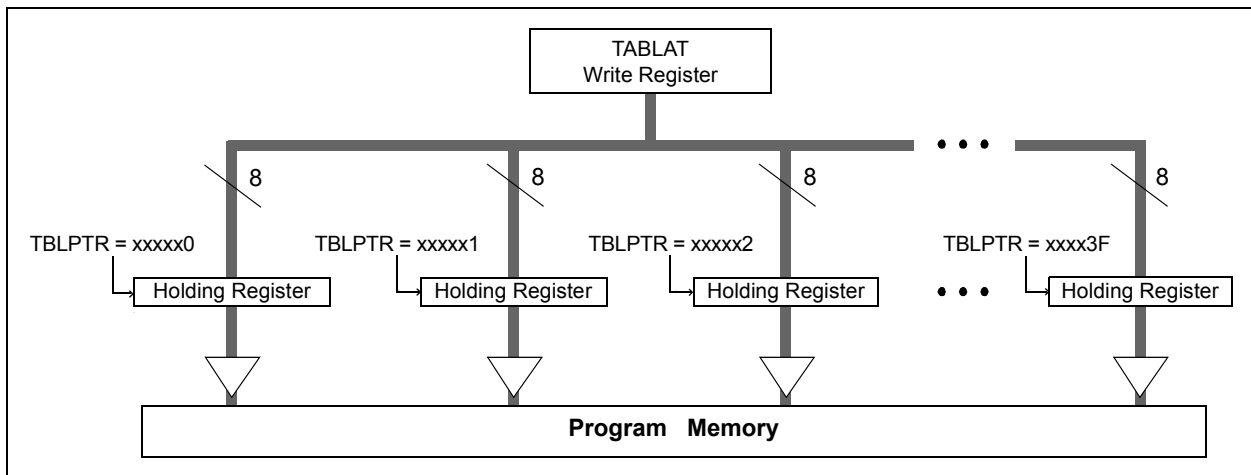 TABLAT
Write Register
• • •
8 8 8 8
TBLPTR = xxxxx0 TBLPTR = xxxxx1 TBLPTR = xxxxx2 TBLPTR = xxxx3F
Holding Register Holding Register Holding Register • • • Holding Register
Program Memory